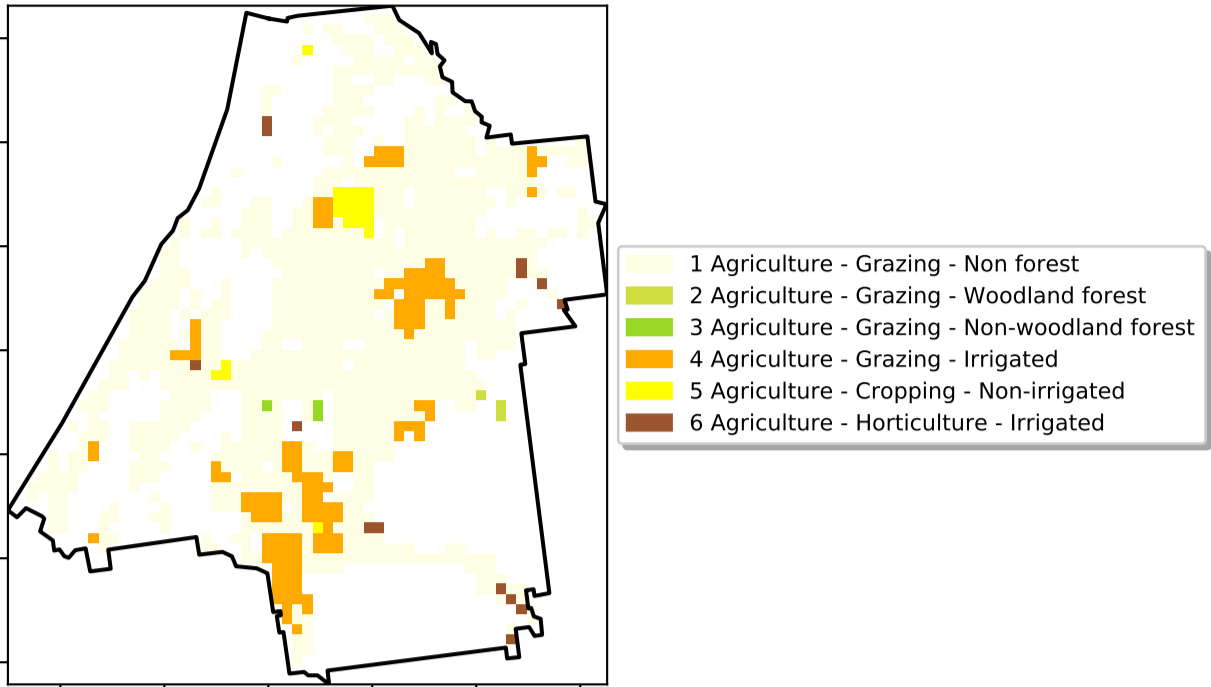 1 Agriculture - Grazing - Non forest
2 Agriculture - Grazing - Woodland forest
3 Agriculture - Grazing - Non-woodland forest
4 Agriculture - Grazing - Irrigated
5 Agriculture - Cropping - Non-irrigated
6 Agriculture - Horticulture - Irrigated